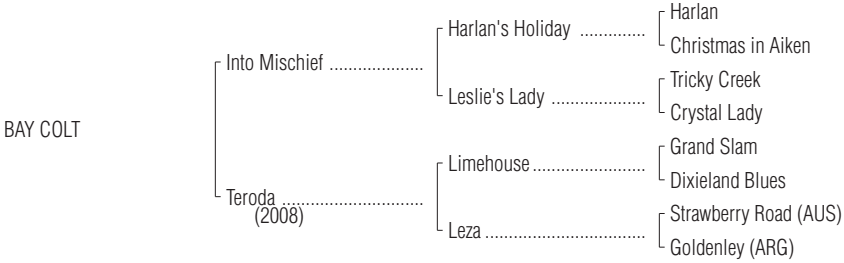 Harlan
Harlan's Holiday ..............
Christmas in Aiken
Into Mischief ....................
Tricky Creek
Leslie's Lady ....................
Crystal Lady
BAY COLT
Grand Slam
Limehouse ........................
Dixieland Blues
Teroda ..............................
(2008)
Strawberry Road (AUS)
Leza ..................................
Goldenley (ARG)